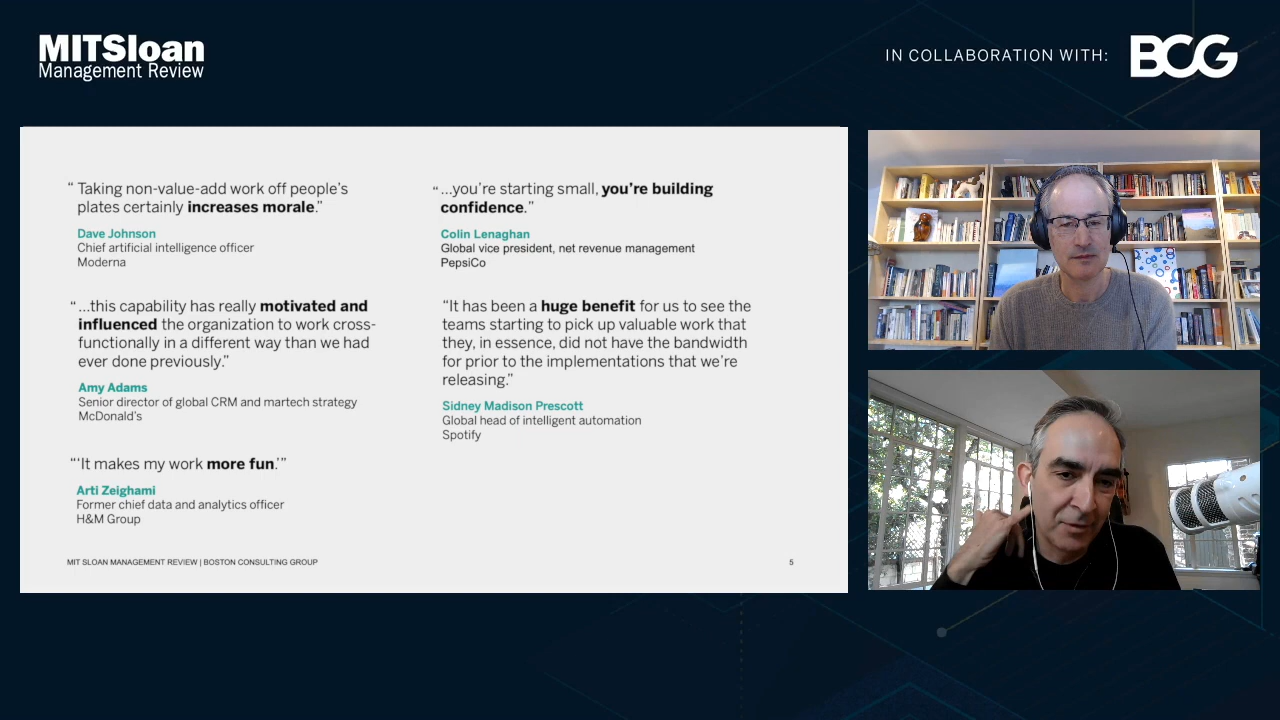 MITSloan
Management Review
IN COLLABORATION WITH:
BCG
“ Taking non-value-add work off people’s
plates certainly increases morale.”
Dave Johnson
Chief artificial intelligence officer
Moderna
“ ...this capability has really motivated and
influenced the organization to work cross-
functionally in a different way than we had
ever done previously.”
Amy Adams
Senior director of global CRM and martech strategy
McDonald’s
“‘It makes my work more fun.’”
Arti Zeighami
Former chief data and analytics officer
H&M Group
“ ...you’re starting small, you’re building
confidence.”
Colin Lenaghan
Global vice president, net revenue management
PepsiCo
“It has been a huge benefit for us to see the
teams starting to pick up valuable work that
they, in essence, did not have the bandwidth
for prior to the implementations that we’re
releasing.”
Sidney Madison Prescott
Global head of intelligent automation
Spotify
MIT SLOAN MANAGEMENT REVIEW | BOSTON CONSULTING GROUP
5